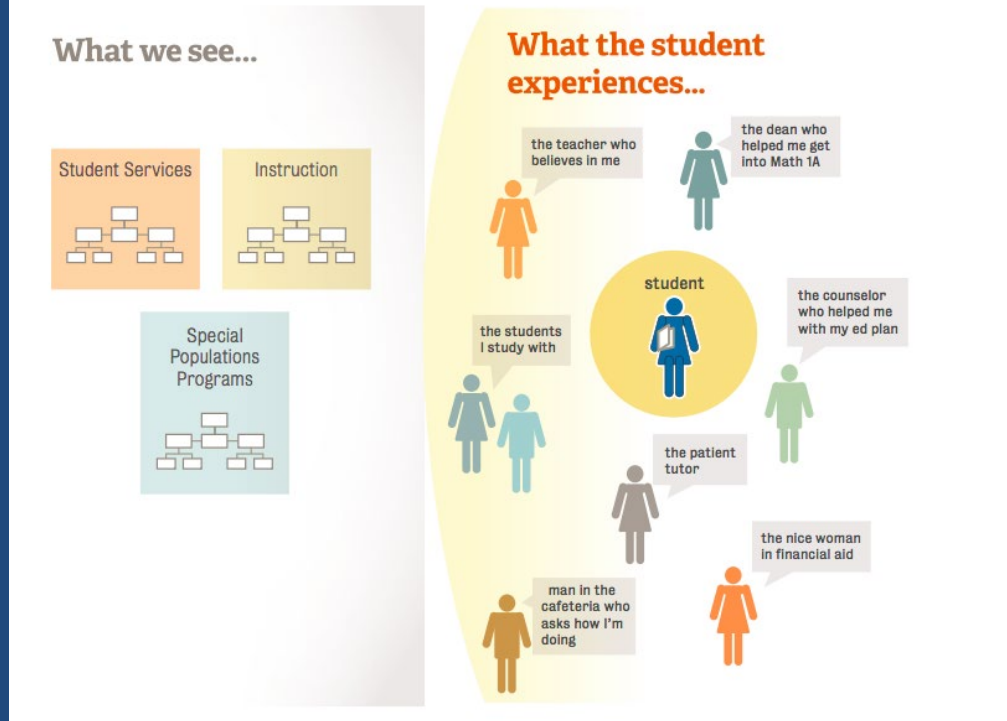 What we see...
Student Services
Instruction
Special
Populations
Programs
What the student
experiences...
the teacher who
believes in me
the dean who
helped me get
into Math 1A
student
the counselor
who helped me
with my ed plan
the students
I study with
the patient
tutor
the nice woman
in financial aid
man in the
cafeteria who
asks how I'm
doing